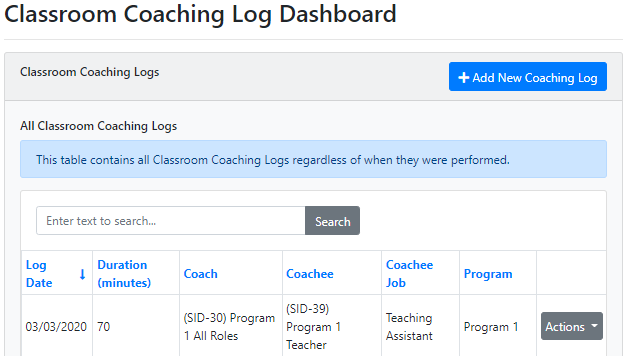 Classroom Coaching Log Dashboard
Classroom Coaching Logs
Add New Coaching Log
All Classroom Coaching Logs
This table contains all Classroom Coaching Logs regardless of when they were performed.
Enter text to search...
Search
Log Date
Duration (minutes)
Coach
Coachee
Coachee Job
Program
03/03/2020
70
(SID-30) Program 1 All Roles
(SID-39) Program 1 Teacher
Teaching Assistant
Program 1
Actions